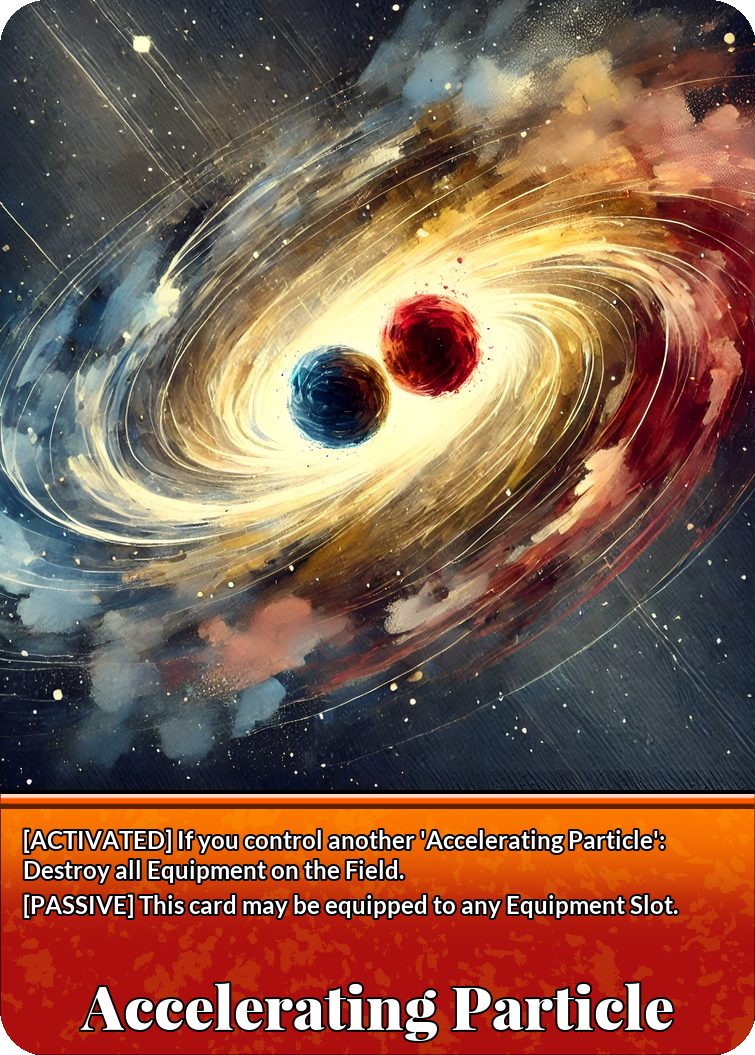 [ACTIVATED] If you control another 'Accelerating Particle':
Destroy all Equipment on the Field.
[PASSIVE] This card may be equipped to any Equipment Slot.
Accelerating Particle